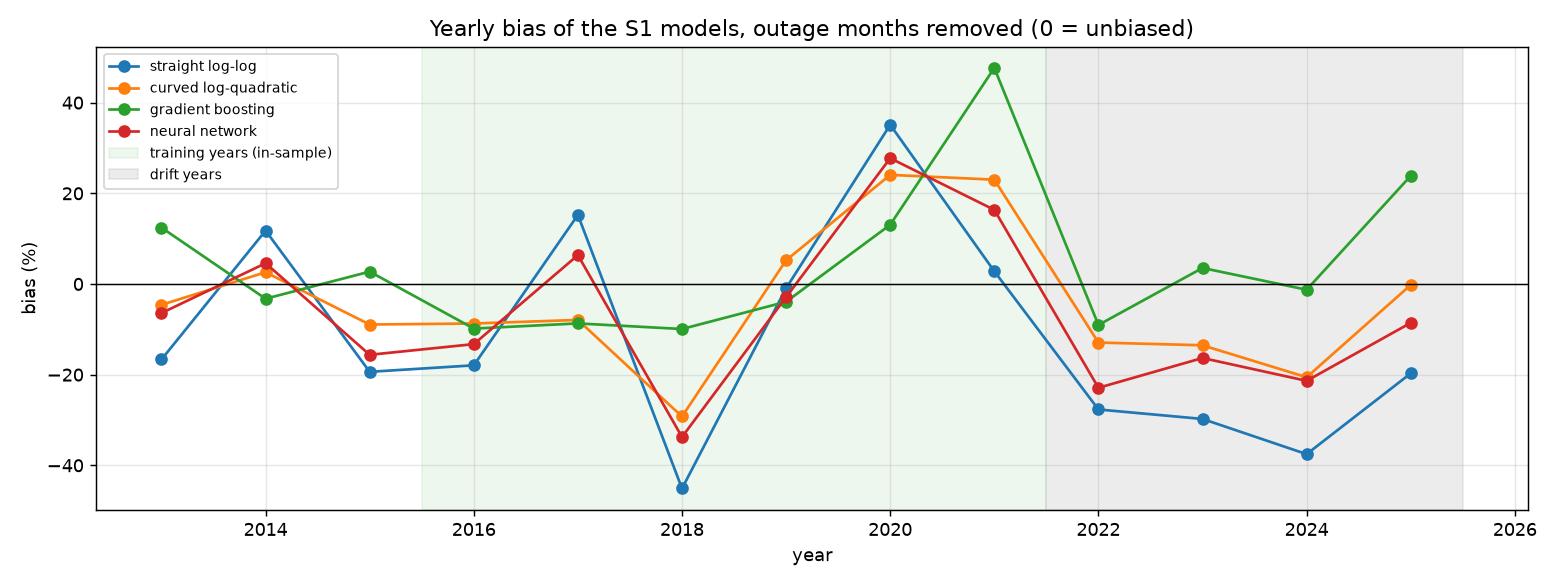 Yearly bias of the S1 models, outage months removed (0 = unbiased)
straight log-log
curved log-quadratic
gradient boosting
neural network
training years (in-sample)
drift years
bias (%)
40
20
0
−20
−40
2014
2016
2018
2020
2022
2024
2026
year